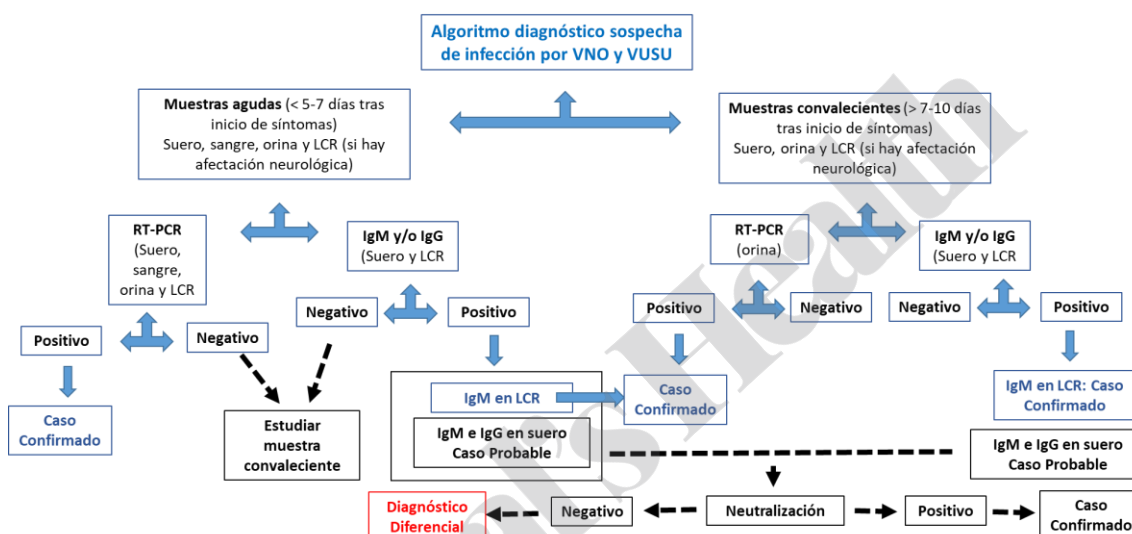 Algoritmo diagnóstico sospecha
de infección por VNO y VUSU
Muestras agudas (< 5-7 días tras
inicio de síntomas)
Suero, sangre, orina y LCR (si hay
afectación neurológica)
Muestras convalecientes (> 7-10 días
tras inicio de síntomas)
Suero, orina y LCR (si hay afectación
neurológica)
RT-PCR
(Suero,
sangre,
orina y LCR
IgM y/o IgG
(Suero y LCR
RT-PCR
(orina)
IgM y/o IgG
(Suero y LCR
Positivo
Negativo
Negativo
Positivo
Positivo
Negativo
Negativo
Positivo
Caso
Confirmado
Estudiar
muestra
convaleciente
IgM en LCR
IgM e IgG en suero
Caso Probable
Caso
Confirmado
IgM en LCR: Caso
Confirmado
IgM e IgG en suero
Caso Probable
Diagnóstico
Diferencial
Negativo
Neutralización
Positivo
Caso
Confirmado